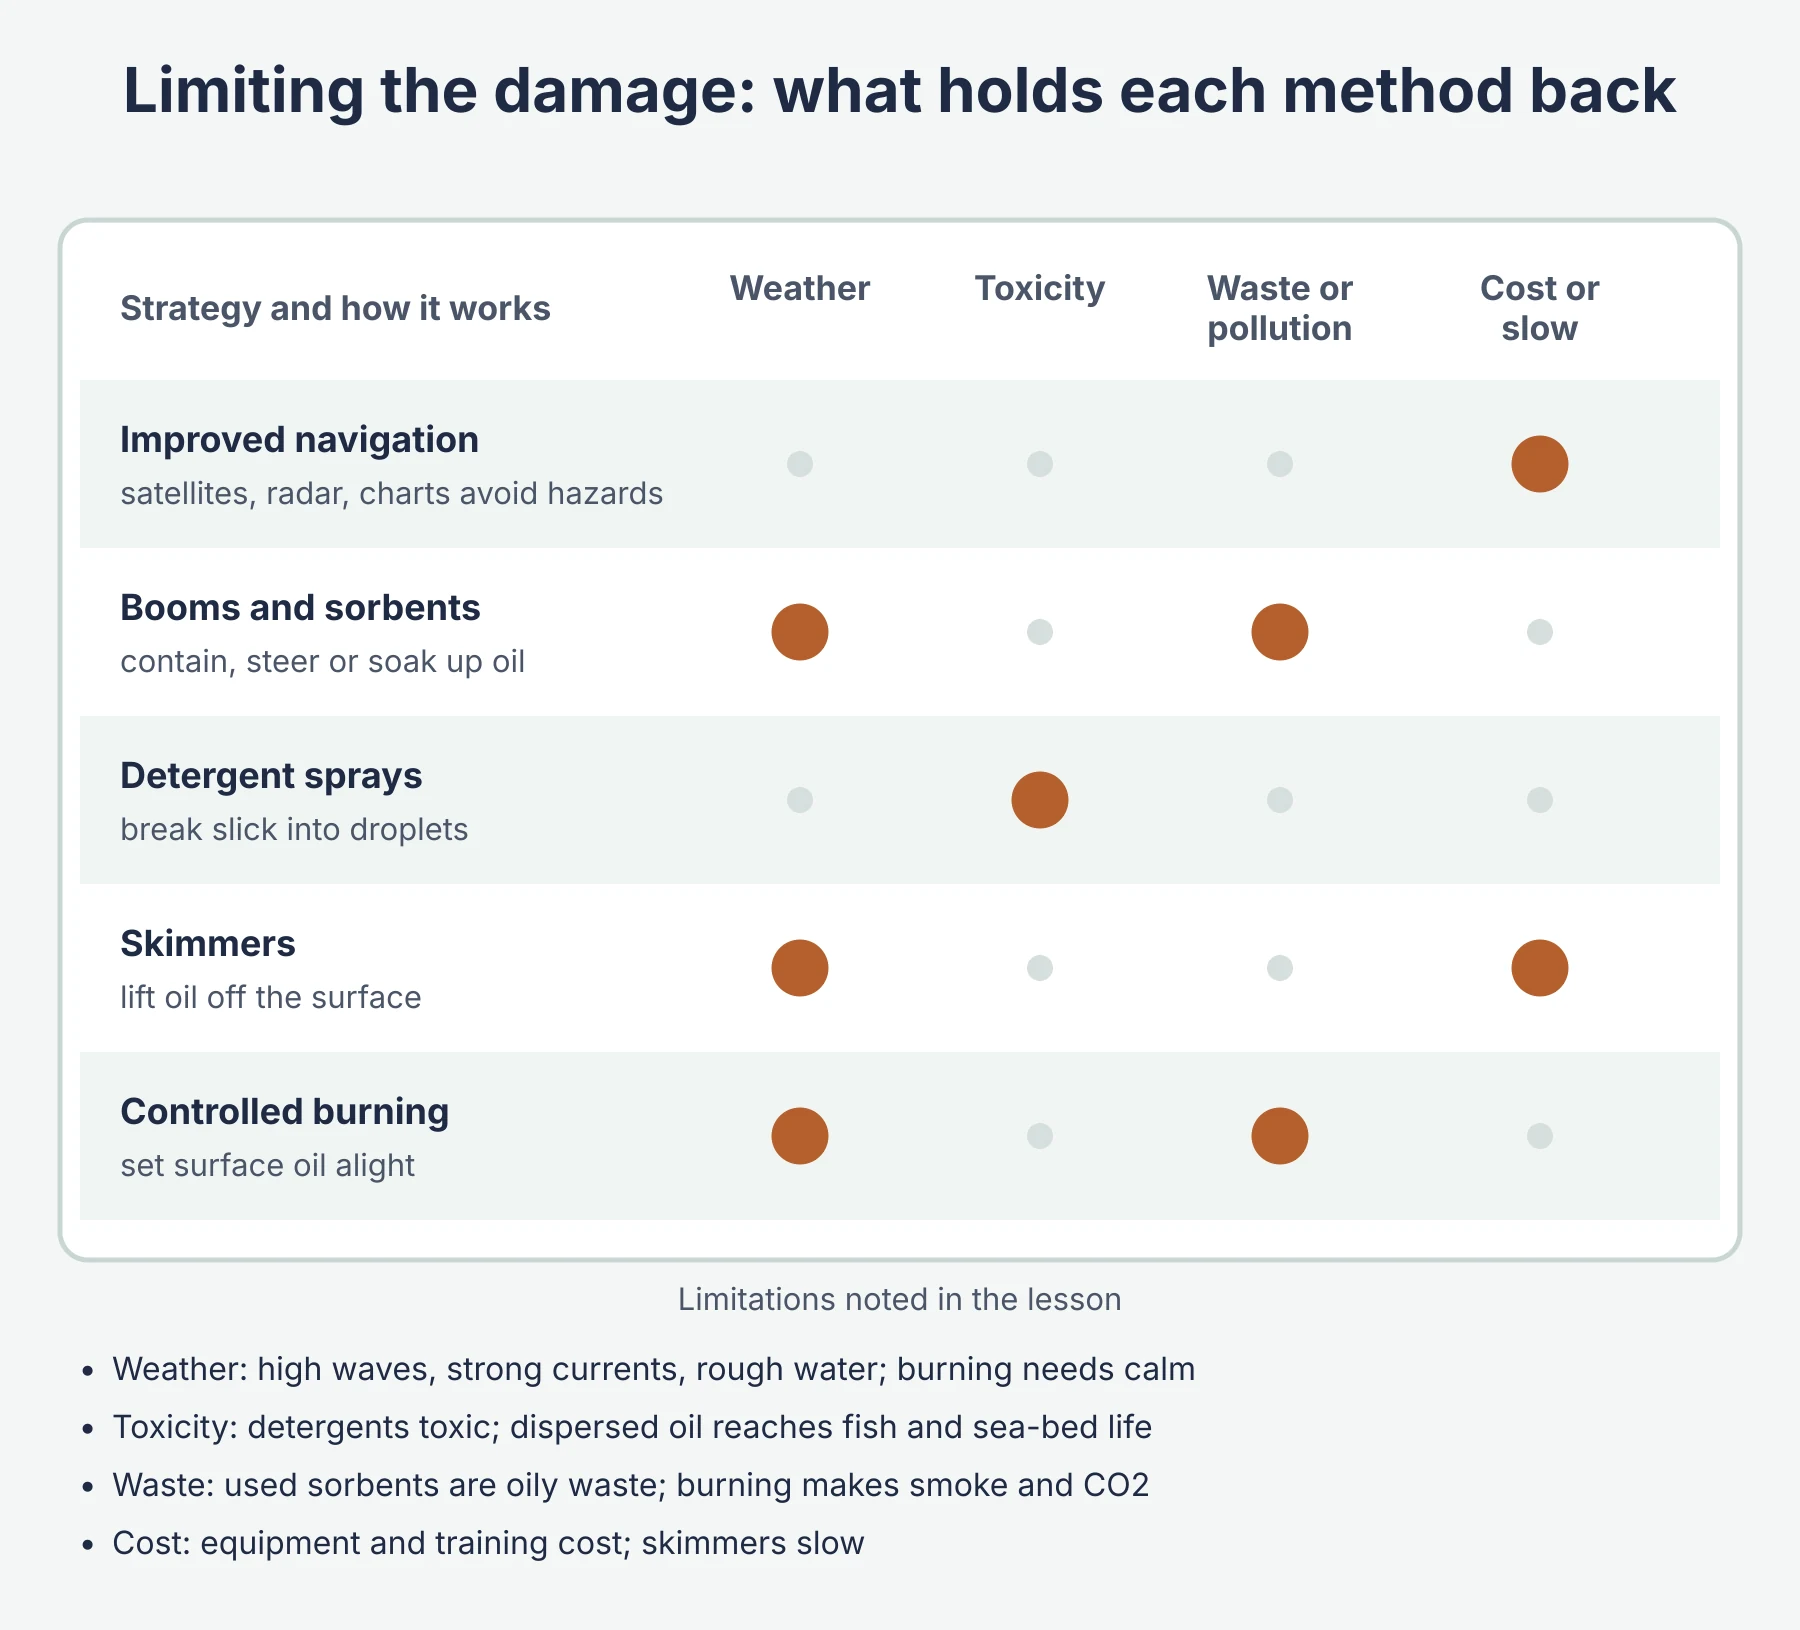 Limiting the damage: what holds each method back
Strategy and how it works
Weather
Toxicity
Waste or
pollution
Cost or
slow
Improved navigation
satellites, radar, charts avoid hazards
Booms and sorbents
contain, steer or soak up oil
Detergent sprays
break slick into droplets
Skimmers
lift oil off the surface
Controlled burning
set surface oil alight
Limitations noted in the lesson
• Weather: high waves, strong currents, rough water; burning needs calm
• Toxicity: detergents toxic; dispersed oil reaches fish and sea-bed life
• Waste: used sorbents are oily waste; burning makes smoke and CO2
• Cost: equipment and training cost; skimmers slow